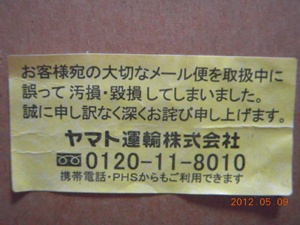 お客様宛の大切なメール便を取扱中に
誤って汚損・毀損してしまいました。
誠に申し訳なく深くお詫び申し上げます。
ヤマト運輸株式会社
0120-11-8010
携帯電話・PHSからもご利用できます
2012.05.09